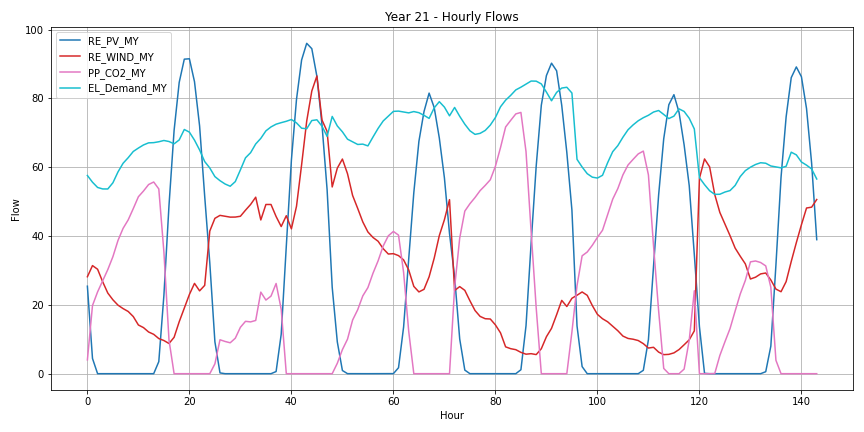 Year 21 - Hourly Flows
RE_PV_MY
RE_WIND_MY
PP_CO2_MY
EL_Demand_MY
100
80
60
40
20
0
Flow
0 20 40 60 80 100 120 140
Hour